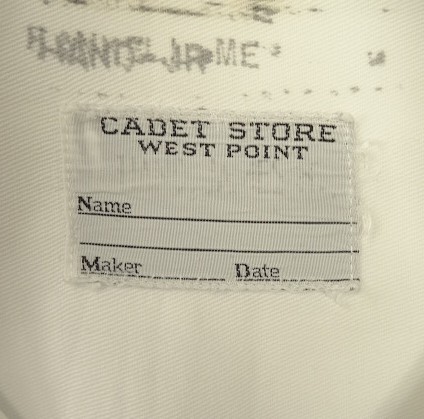 CADET STORE
WEST POINT
Name
Maker Date